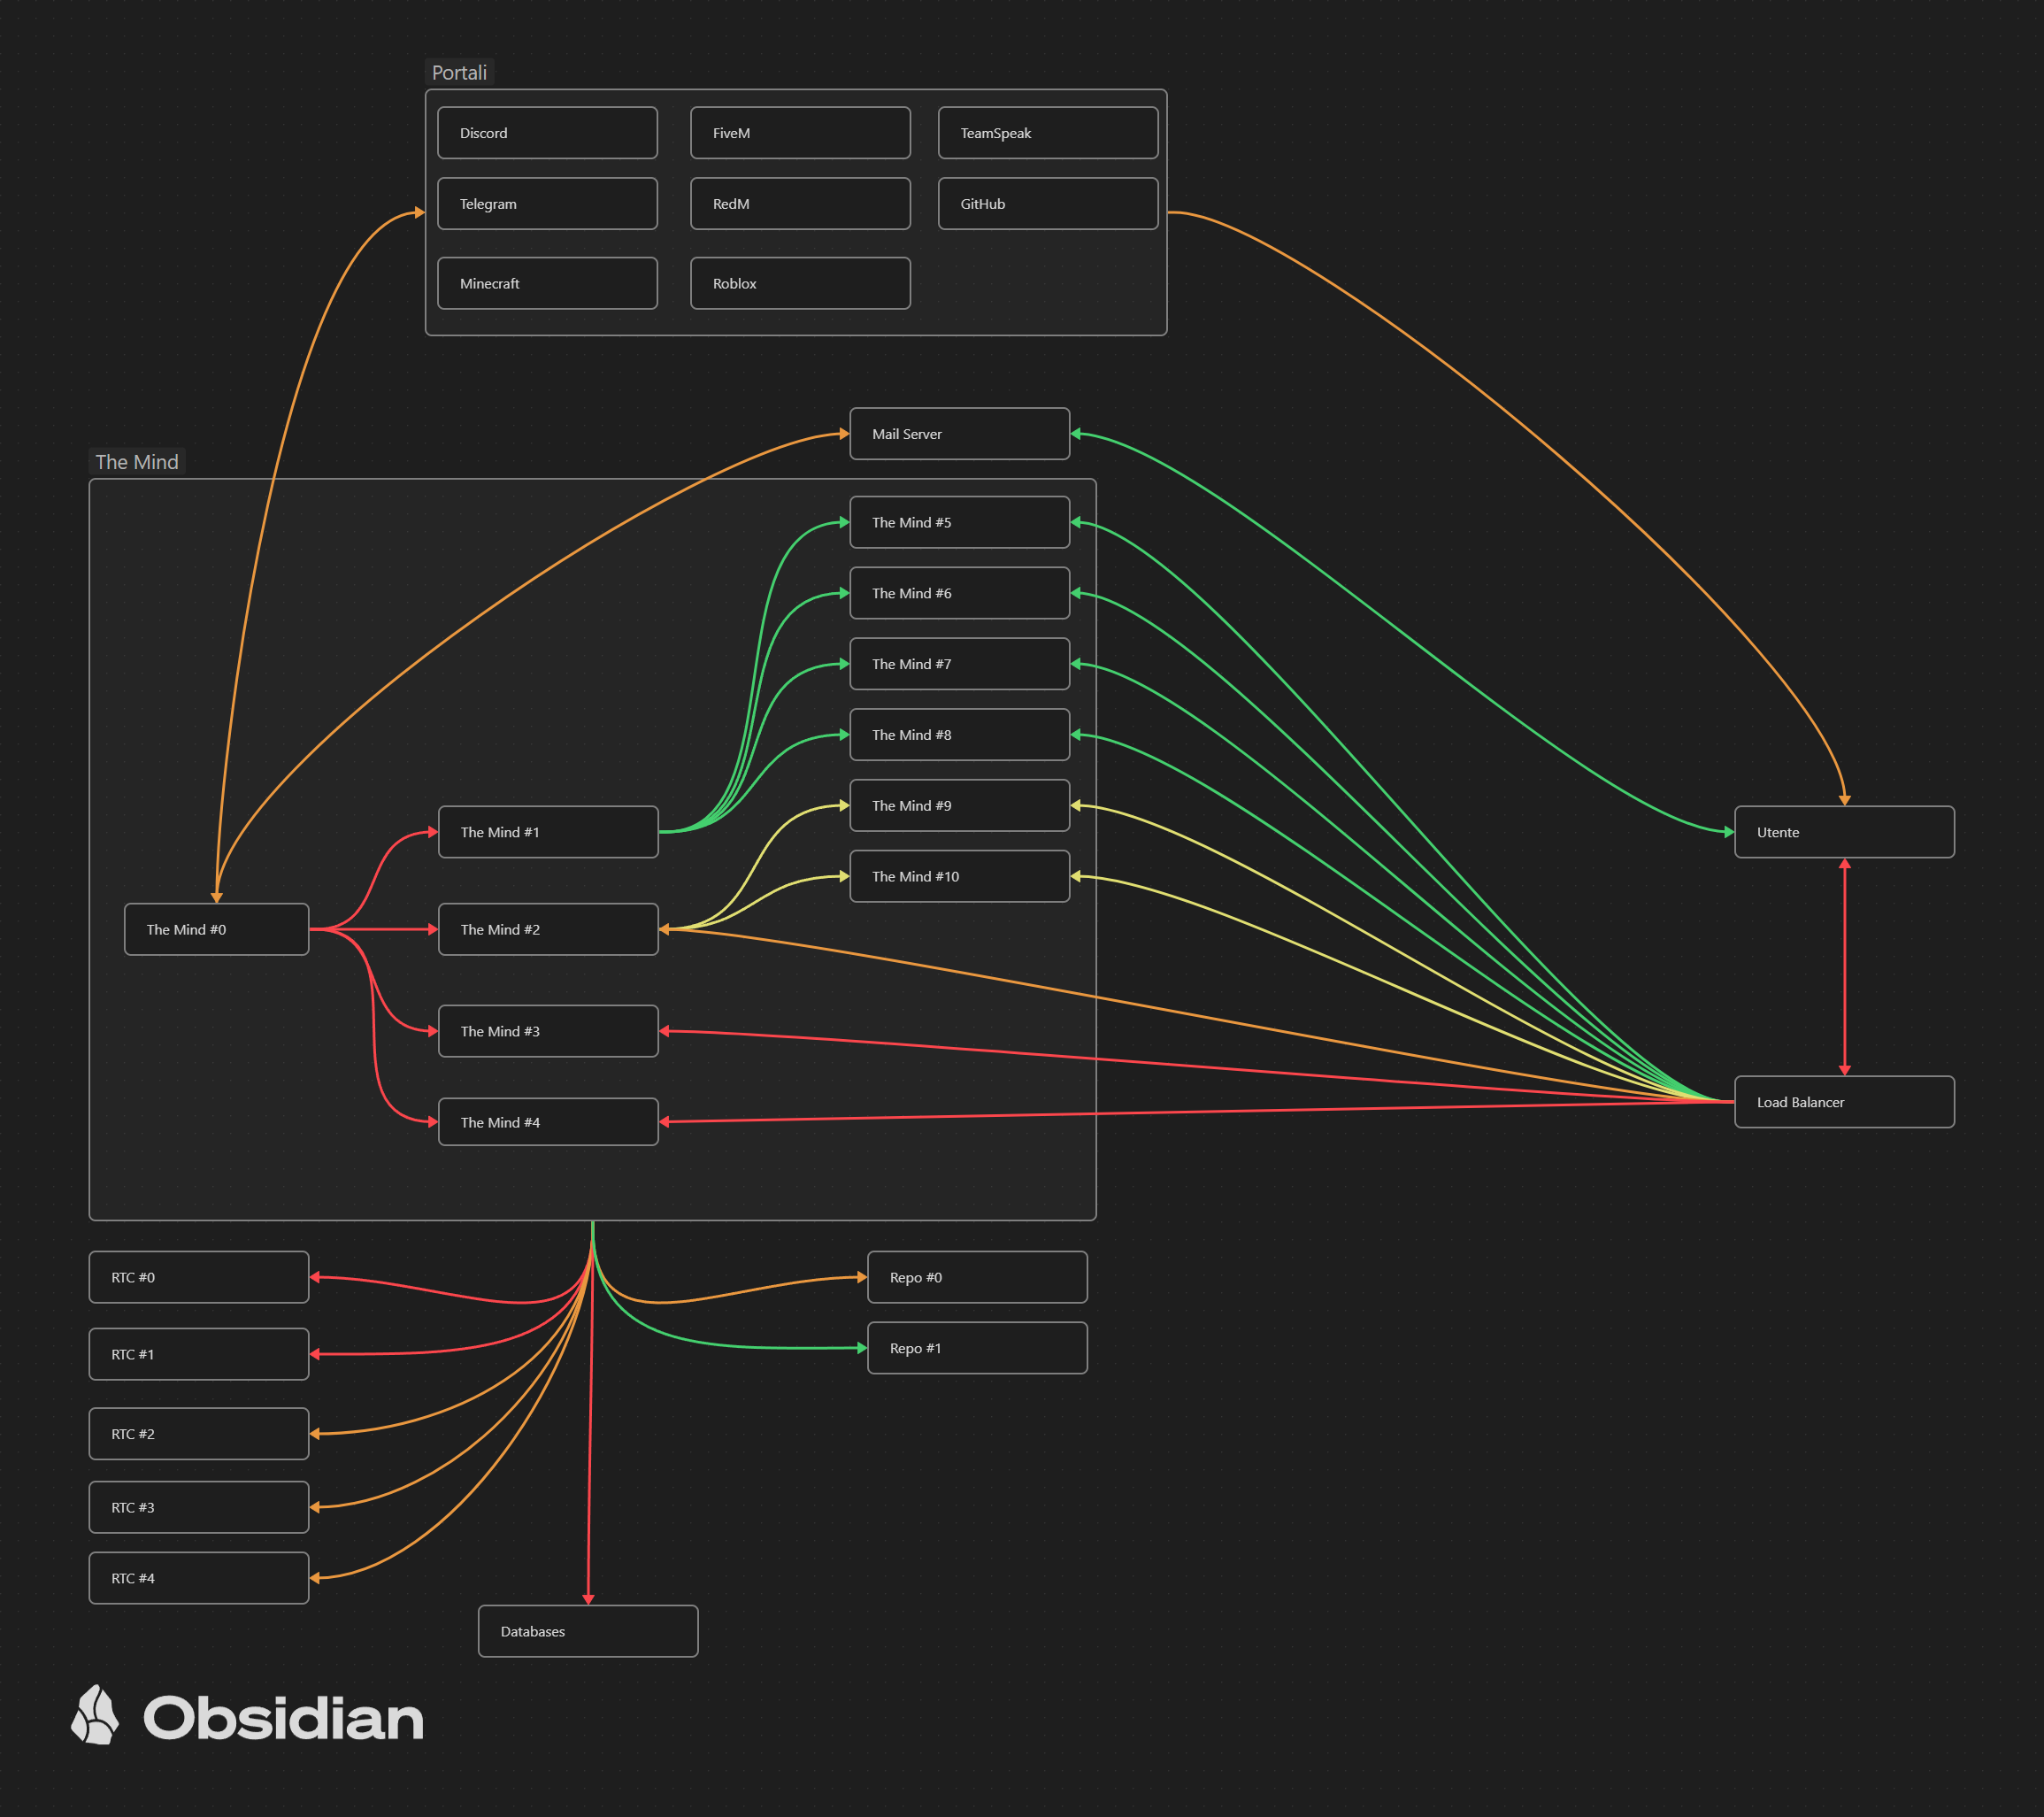 Portali
Discord
FiveM
TeamSpeak
Telegram
RedM
GitHub
Minecraft
Roblox
Mail Server
The Mind
The Mind #5
The Mind #6
The Mind #7
The Mind #8
The Mind #9
The Mind #10
The Mind #1
The Mind #0
The Mind #2
The Mind #3
The Mind #4
Utente
Load Balancer
RTC #0
RTC #1
RTC #2
RTC #3
RTC #4
Repo #0
Repo #1
Databases
Obsidian